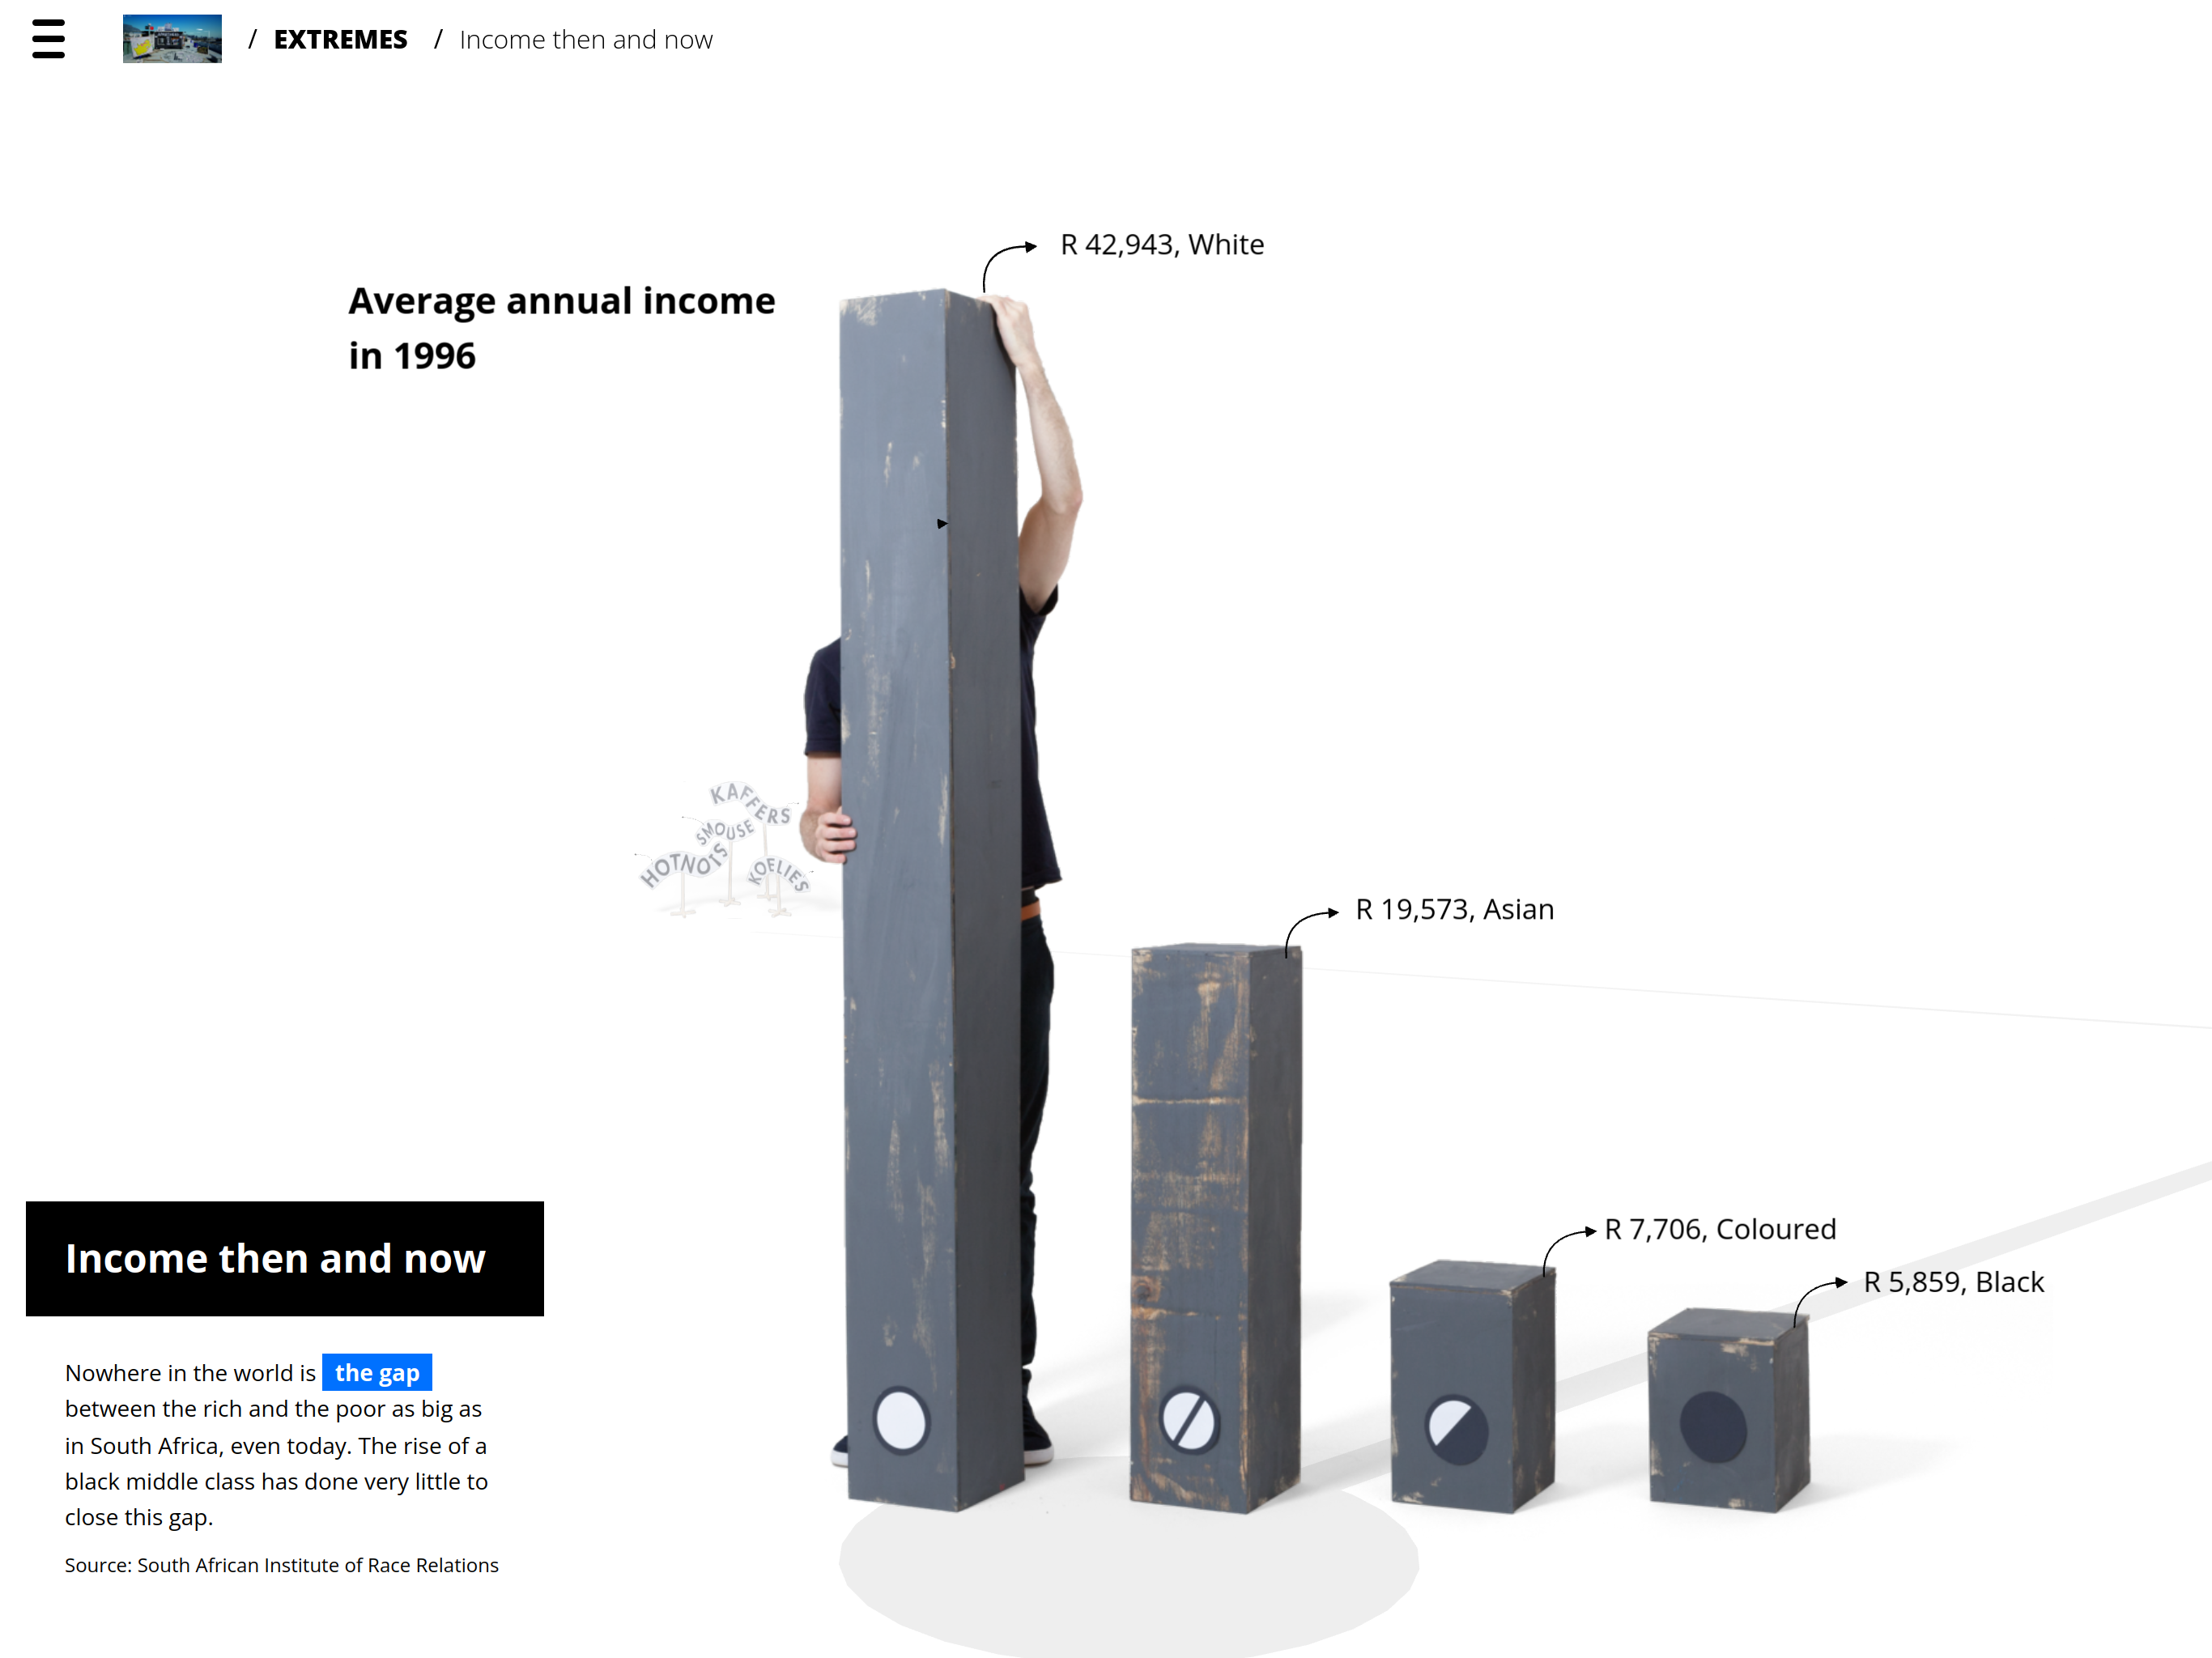 / EXTREMES / Income then and now
R 42,943, White
Average annual income
in 1996
KAFFERS
SMOUSE
HOTNOTS
KOELIES
R 19,573, Asian
R 7,706, Coloured
R 5,859, Black
Income then and now
Nowhere in the world is the gap
between the rich and the poor as big as
in South Africa, even today. The rise of a
black middle class has done very little to
close this gap.
Source: South African Institute of Race Relations